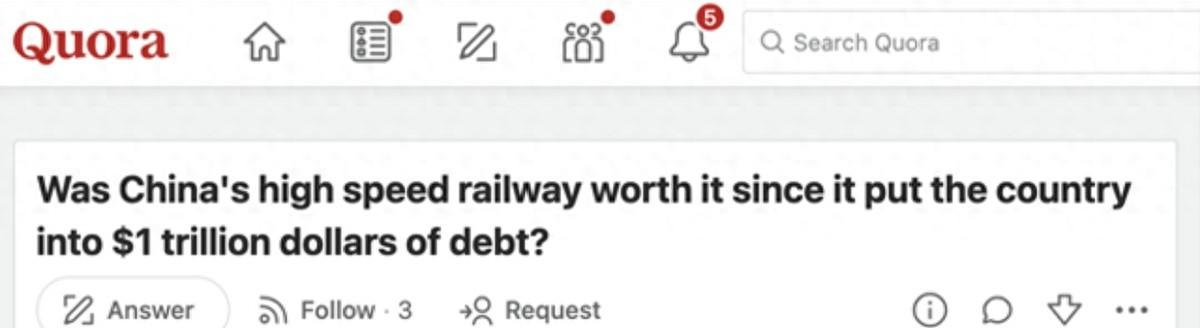 Quora
5
Search Quora
Was China's high speed railway worth it since it put the country
into $1 trillion dollars of debt?
Answer
Follow · 3
Request